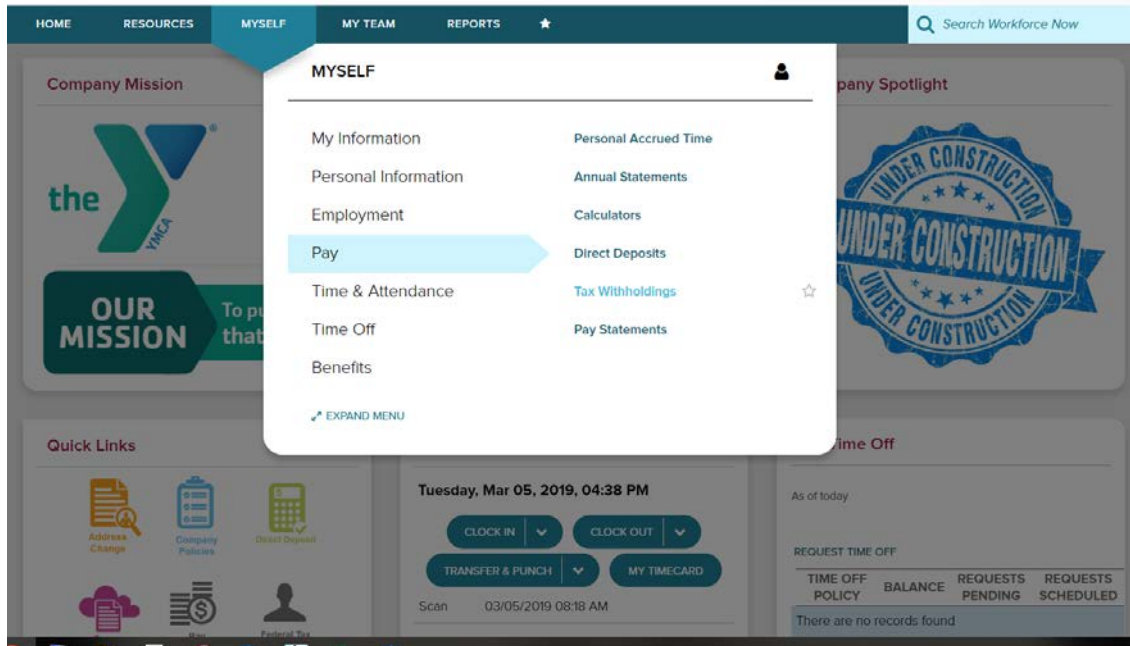 HOME RESOURCES MYSELF MY TEAM REPORTS
Search Workforce Now
Company Mission
the
YMCA
OUR
MISSION
To pu
that
MYSELF
My Information
Personal Information
Employment
Pay
Time & Attendance
Time Off
Benefits
EXPAND MENU
Personal Accrued Time
Annual Statements
Calculators
Direct Deposits
Tax Withholdings
Pay Statements
pany Spotlight
UNDER CONSTRUCTION
UNDER CONSTRUCTION
UNDER CONSTRUCTION
Quick Links
Address
Change
Company
Policies
Direct Deposit
Pay
Federal Tax
Tuesday, Mar 05, 2019, 04:38 PM
CLOCK IN CLOCK OUT
TRANSFER & PUNCH MY TIMECARD
Scan 03/05/2019 08:18 AM
Time Off
As of today
REQUEST TIME OFF
TIME OFF POLICY BALANCE REQUESTS PENDING REQUESTS SCHEDULED
There are no records found